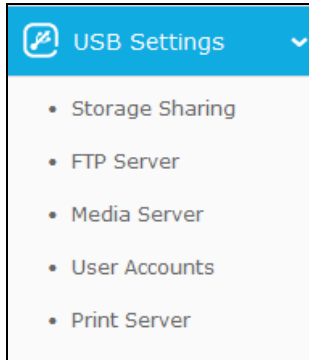 USB Settings
• Storage Sharing
• FTP Server
• Media Server
• User Accounts
• Print Server